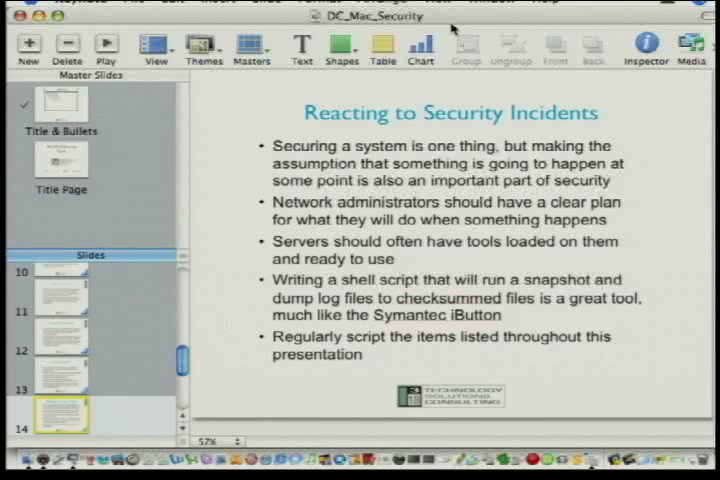 DC_Mac_Security
New Delete Play View Themes Masters Text Shapes Table Chart Group Ungroup Front Back Inspector Media
Master Slides
Title & Bullets
Title Page
Slides
10
11
12
13
14
Reacting to Security Incidents
• Securing a system is one thing, but making the
assumption that something is going to happen at
some point is also an important part of security
• Network administrators should have a clear plan
for what they will do when something happens
• Servers should often have tools loaded on them
and ready to use
• Writing a shell script that will run a snapshot and
dump log files to checksummed files is a great tool,
much like the Symantec iButton
• Regularly script the items listed throughout this
presentation
318
TECHNOLOGY
SOLUTIONS
CONSULTING
57%